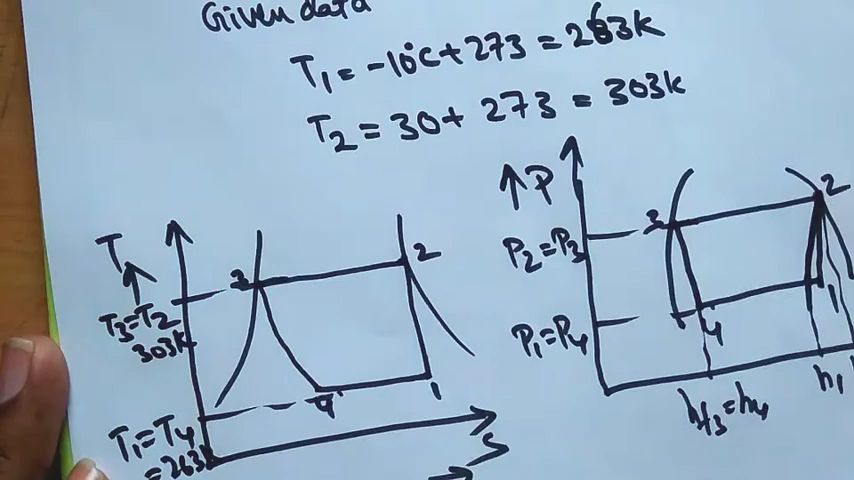 Given data
T₁ = -10°C + 273 = 263K
T₂ = 30 + 273 = 303K
T
T₃=T₂
303K
T₁=T₄
=263K
3
2
4
1
S
P
P₂=P₃
P₁=P₄
3
2
4
1
hf₃=h₄
h₁